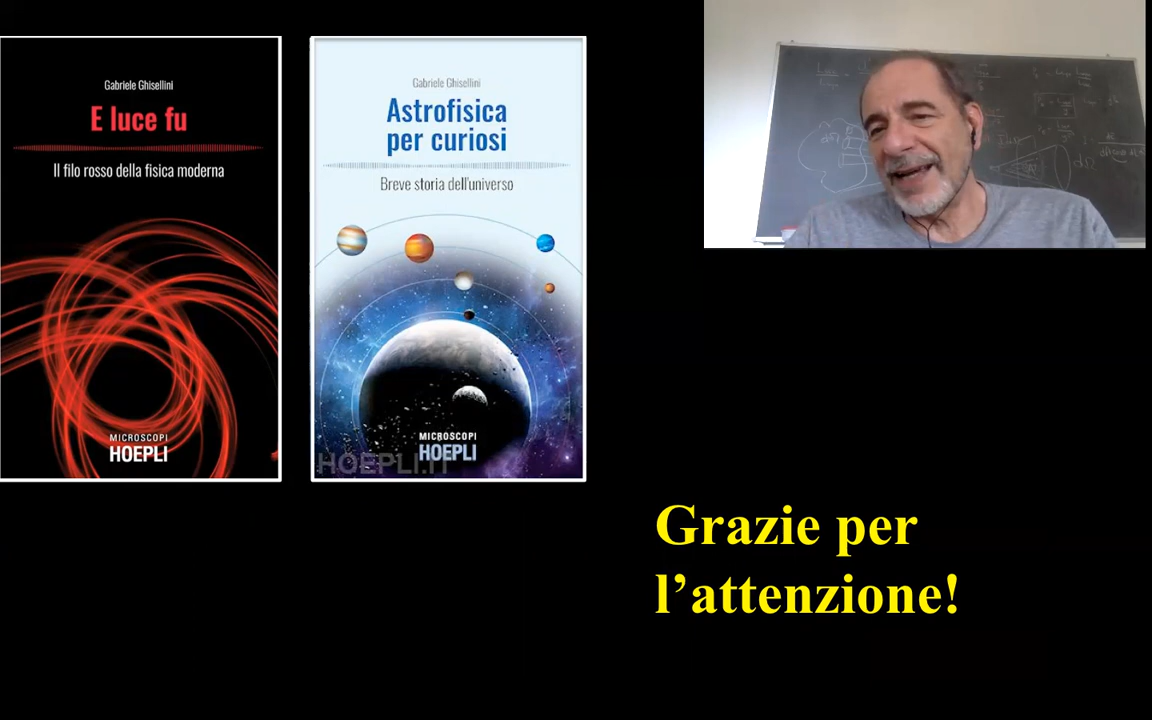 Gabriele Ghisellini
E luce fu
Il filo rosso della fisica moderna
MICROSCOPI
HOEPLI
Gabriele Ghisellini
Astrofisica
per curiosi
Breve storia dell'universo
MICROSCOPI
HOEPLI
HOEPLI.IT
Grazie per
l’attenzione!